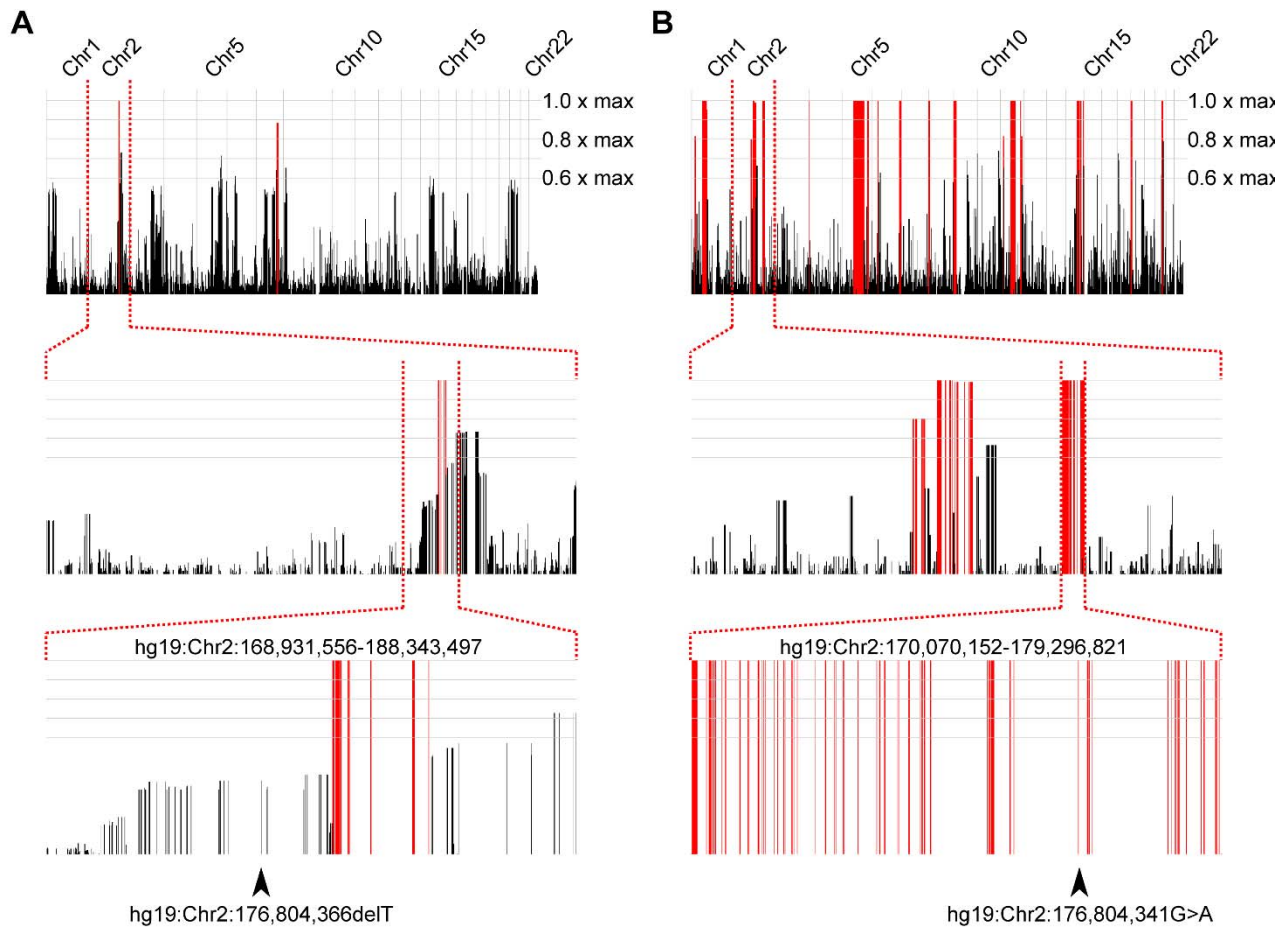 A
Chr1
Chr2
Chr5
Chr10
Chr15
Chr22
1.0 x max
0.8 x max
0.6 x max
hg19:Chr2:168,931,556-188,343,497
hg19:Chr2:176,804,366delT
B
Chr1
Chr2
Chr5
Chr10
Chr15
Chr22
1.0 x max
0.8 x max
0.6 x max
hg19:Chr2:170,070,152-179,296,821
hg19:Chr2:176,804,341G>A